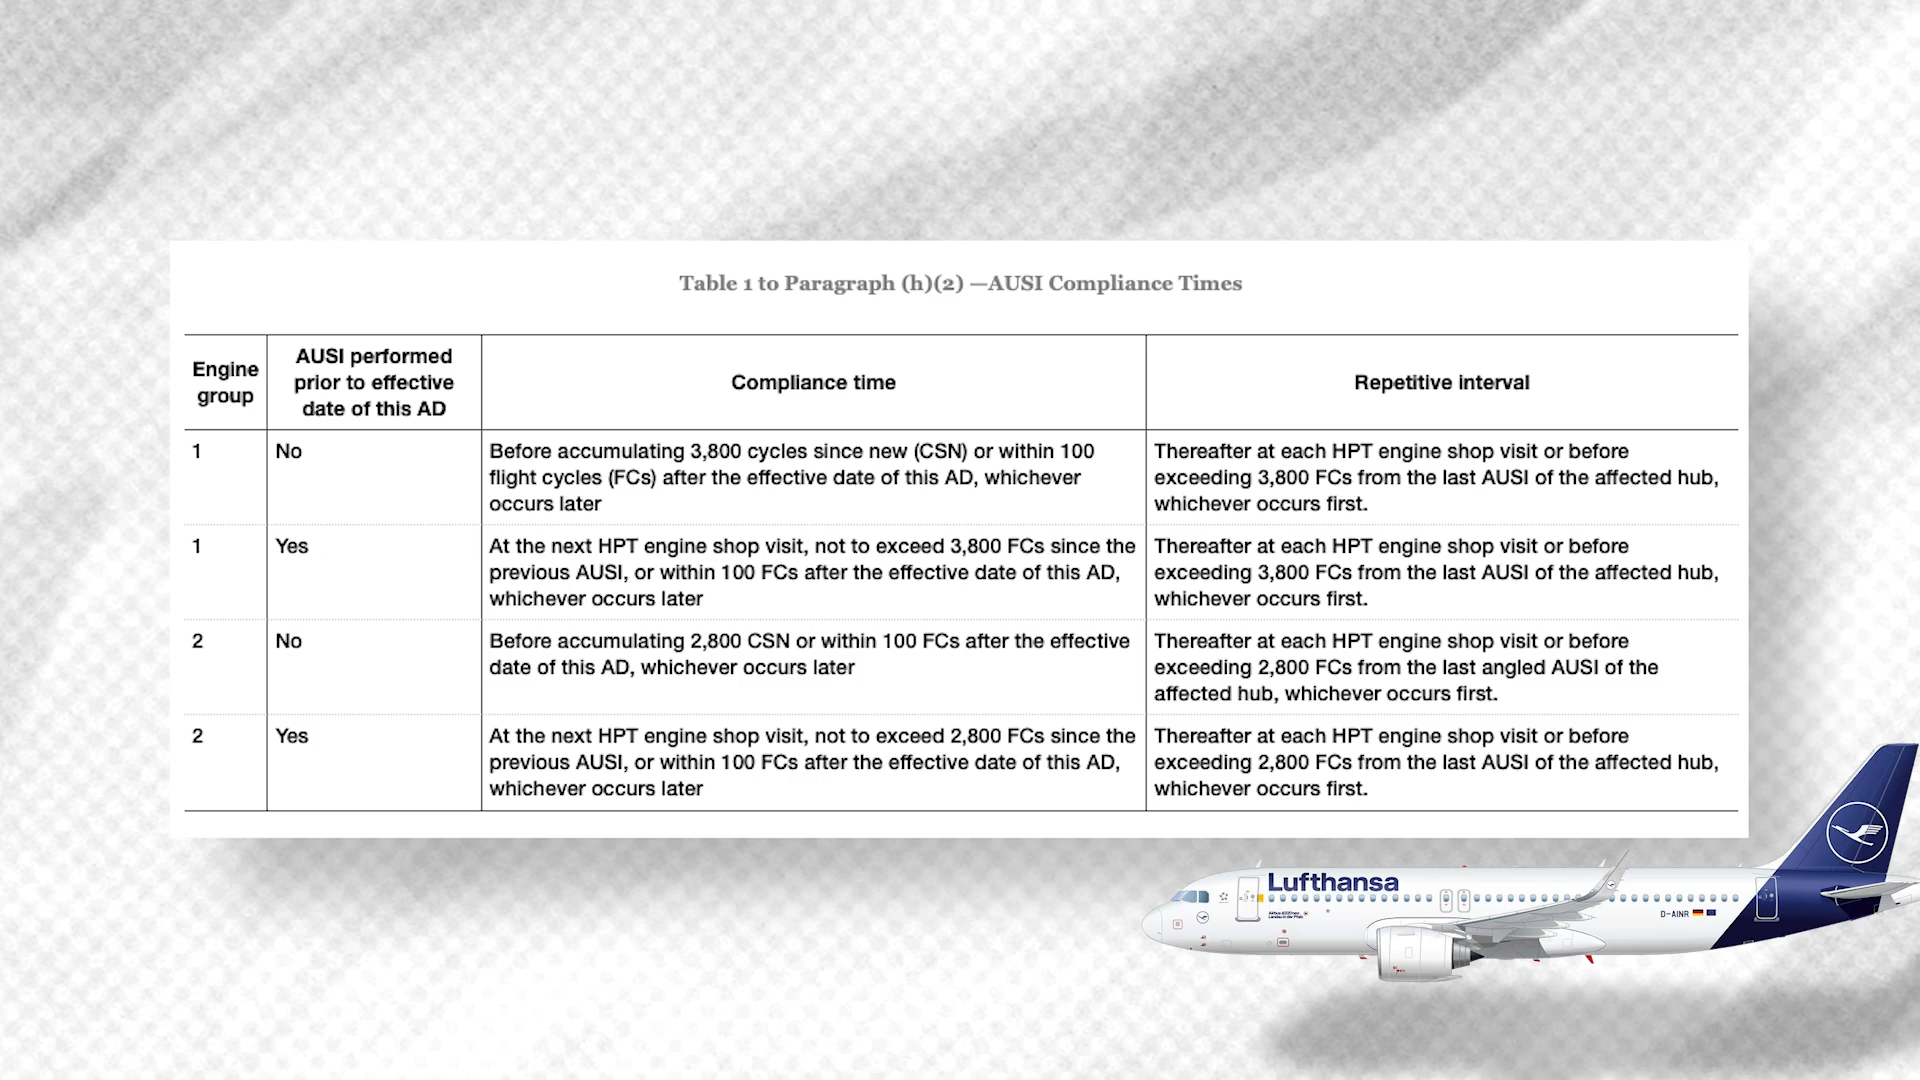 Table 1 to Paragraph (h)(2) —AUSI Compliance Times
Engine
group
AUSI performed
prior to effective
date of this AD
Compliance time
Repetitive interval
1
No
Before accumulating 3,800 cycles since new (CSN) or within 100
flight cycles (FCs) after the effective date of this AD, whichever
occurs later
Thereafter at each HPT engine shop visit or before
exceeding 3,800 FCs from the last AUSI of the affected hub,
whichever occurs first.
1
Yes
At the next HPT engine shop visit, not to exceed 3,800 FCs since the
previous AUSI, or within 100 FCs after the effective date of this AD,
whichever occurs later
Thereafter at each HPT engine shop visit or before
exceeding 3,800 FCs from the last AUSI of the affected hub,
whichever occurs first.
2
No
Before accumulating 2,800 CSN or within 100 FCs after the effective
date of this AD, whichever occurs later
Thereafter at each HPT engine shop visit or before
exceeding 2,800 FCs from the last angled AUSI of the
affected hub, whichever occurs first.
2
Yes
At the next HPT engine shop visit, not to exceed 2,800 FCs since the
previous AUSI, or within 100 FCs after the effective date of this AD,
whichever occurs later
Thereafter at each HPT engine shop visit or before
exceeding 2,800 FCs from the last AUSI of the affected hub,
whichever occurs first.
Lufthansa
D-AINR